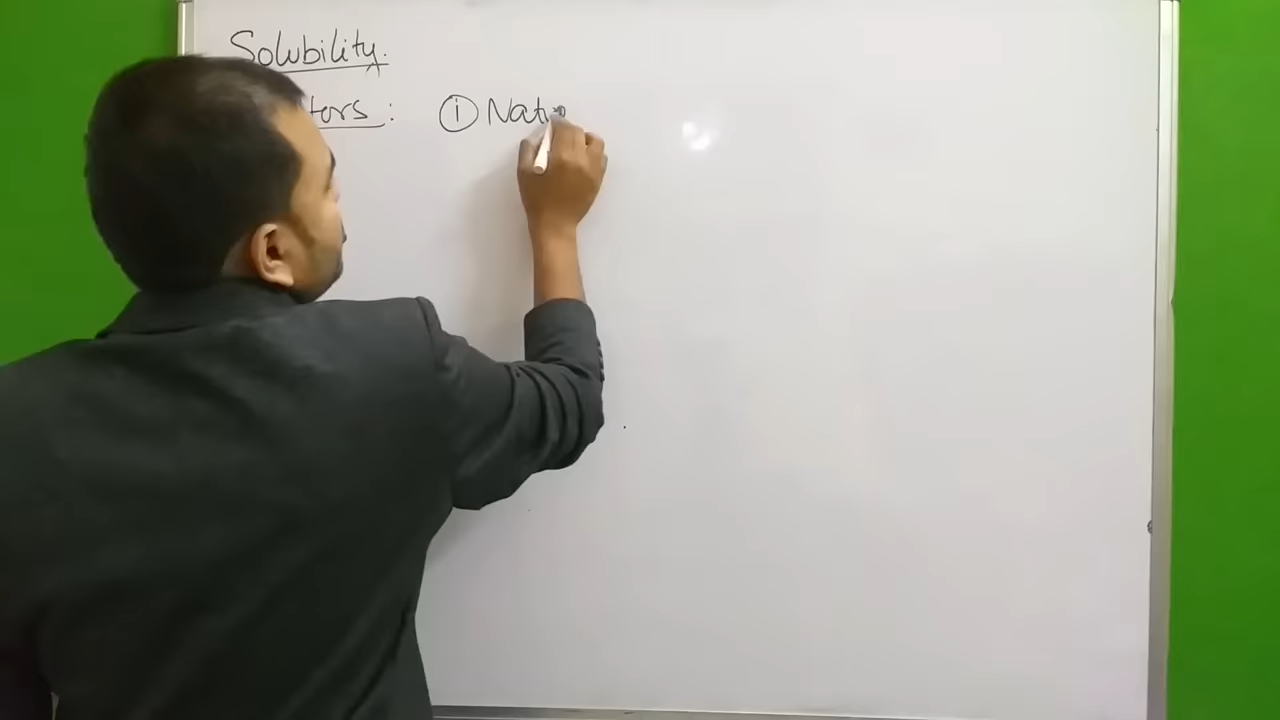 Solubility.
tors : ① Nat